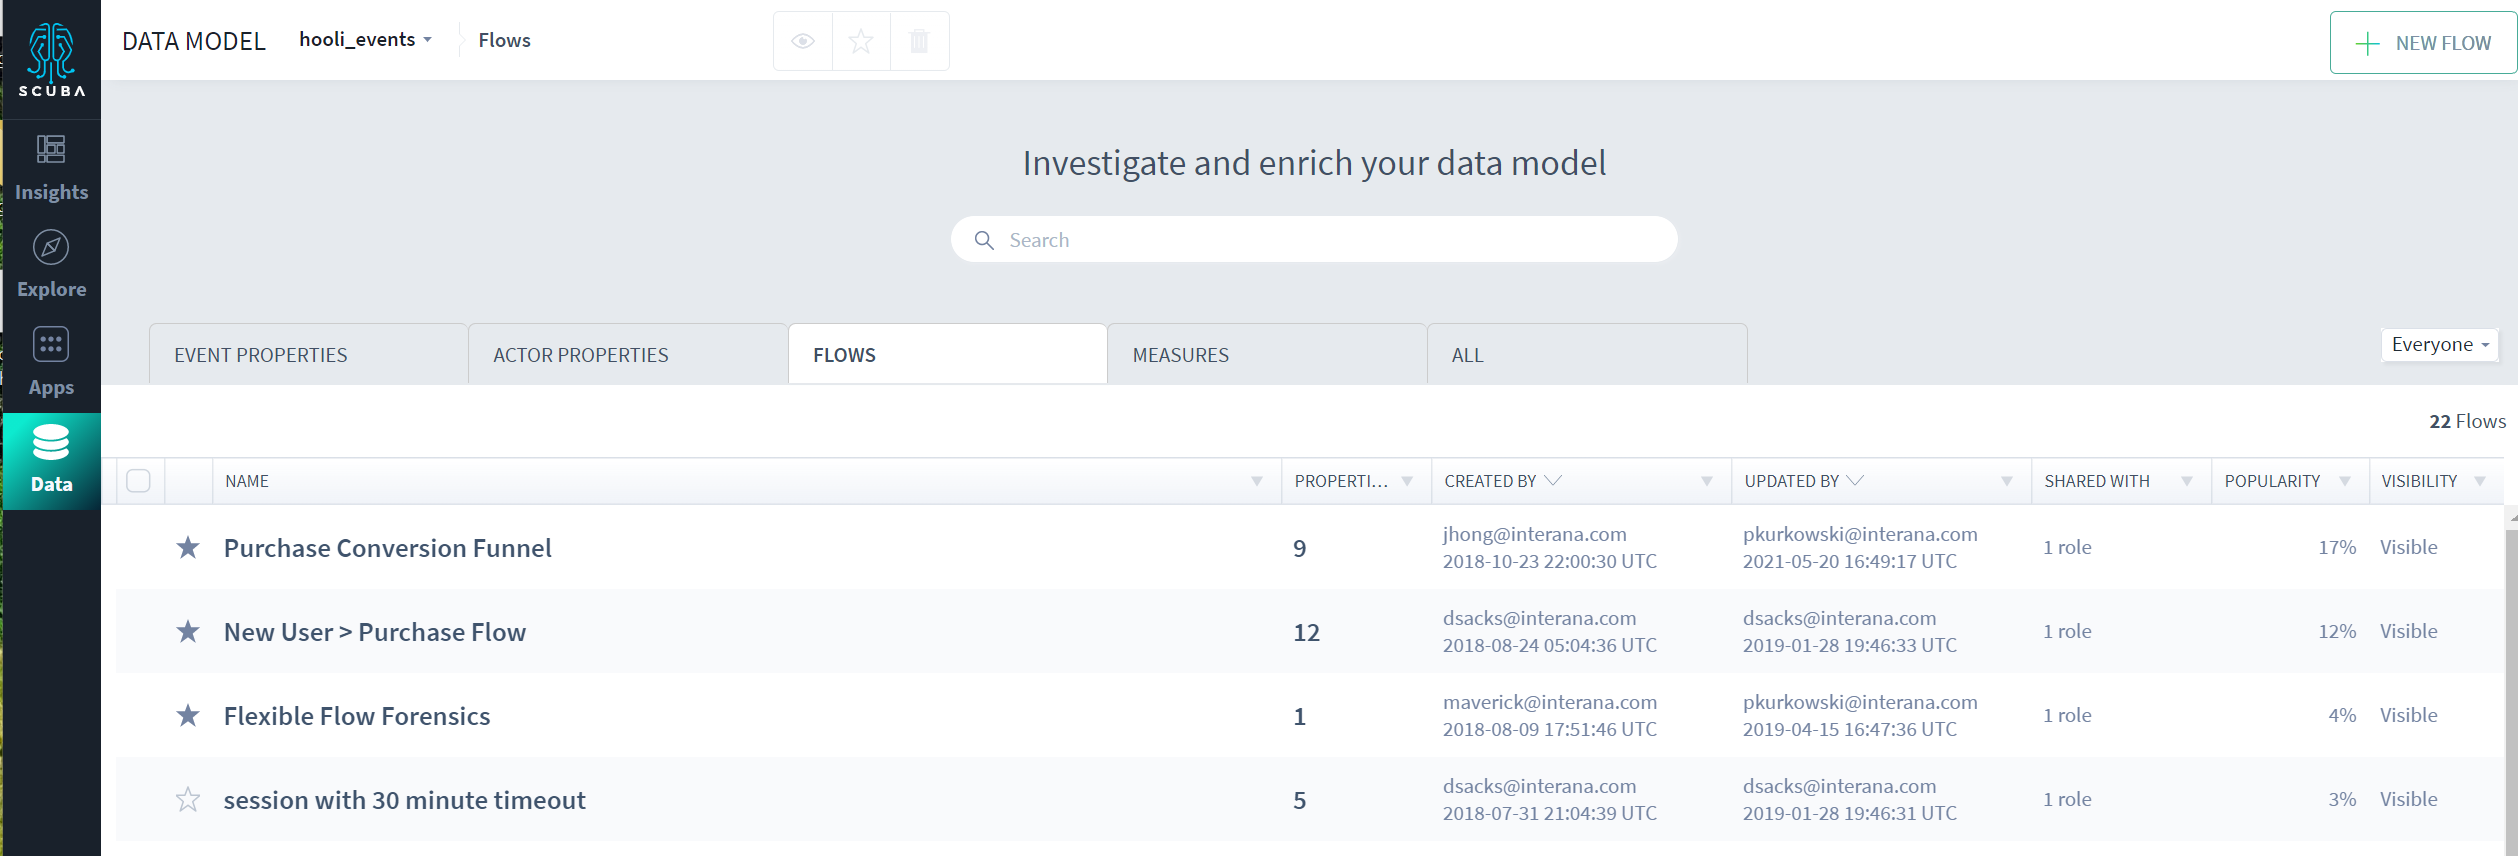 SCUBA
Insights
Explore
Apps
Data
DATA MODEL
hooli_events
Flows
NEW FLOW
Investigate and enrich your data model
Search
EVENT PROPERTIES
ACTOR PROPERTIES
FLOWS
MEASURES
ALL
Everyone
22 Flows
NAME PROPERTI... CREATED BY UPDATED BY SHARED WITH POPULARITY VISIBILITY
Purchase Conversion Funnel 9 jhong@interana.com pkurkowski@interana.com 1 role 17% Visible
2018-10-23 22:00:30 UTC 2021-05-20 16:49:17 UTC
New User > Purchase Flow 12 dsacks@interana.com dsacks@interana.com 1 role 12% Visible
2018-08-24 05:04:36 UTC 2019-01-28 19:46:33 UTC
Flexible Flow Forensics 1 maverick@interana.com pkurkowski@interana.com 1 role 4% Visible
2018-08-09 17:51:46 UTC 2019-04-15 16:47:36 UTC
session with 30 minute timeout 5 dsacks@interana.com dsacks@interana.com 1 role 3% Visible
2018-07-31 21:04:39 UTC 2019-01-28 19:46:31 UTC